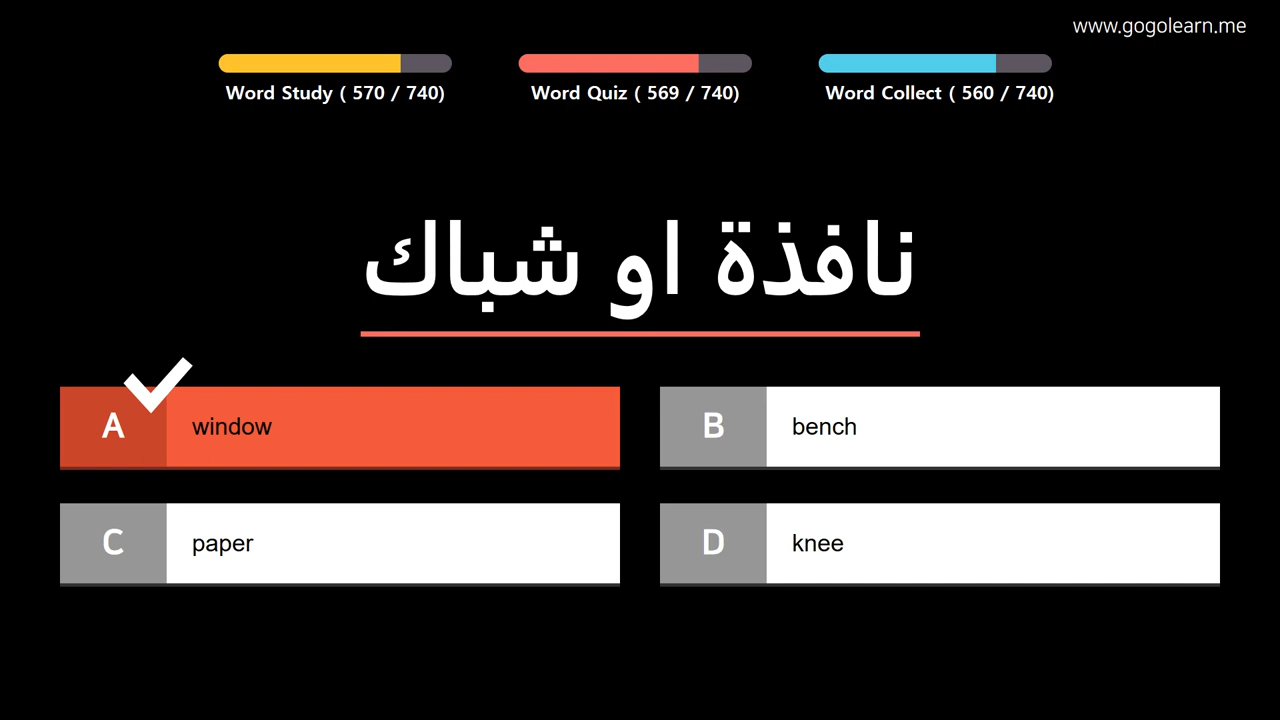 www.gogolearn.me
Word Study ( 570 / 740)
Word Quiz ( 569 / 740)
Word Collect ( 560 / 740)
نافذة او شباك
A window
B bench
C paper
D knee